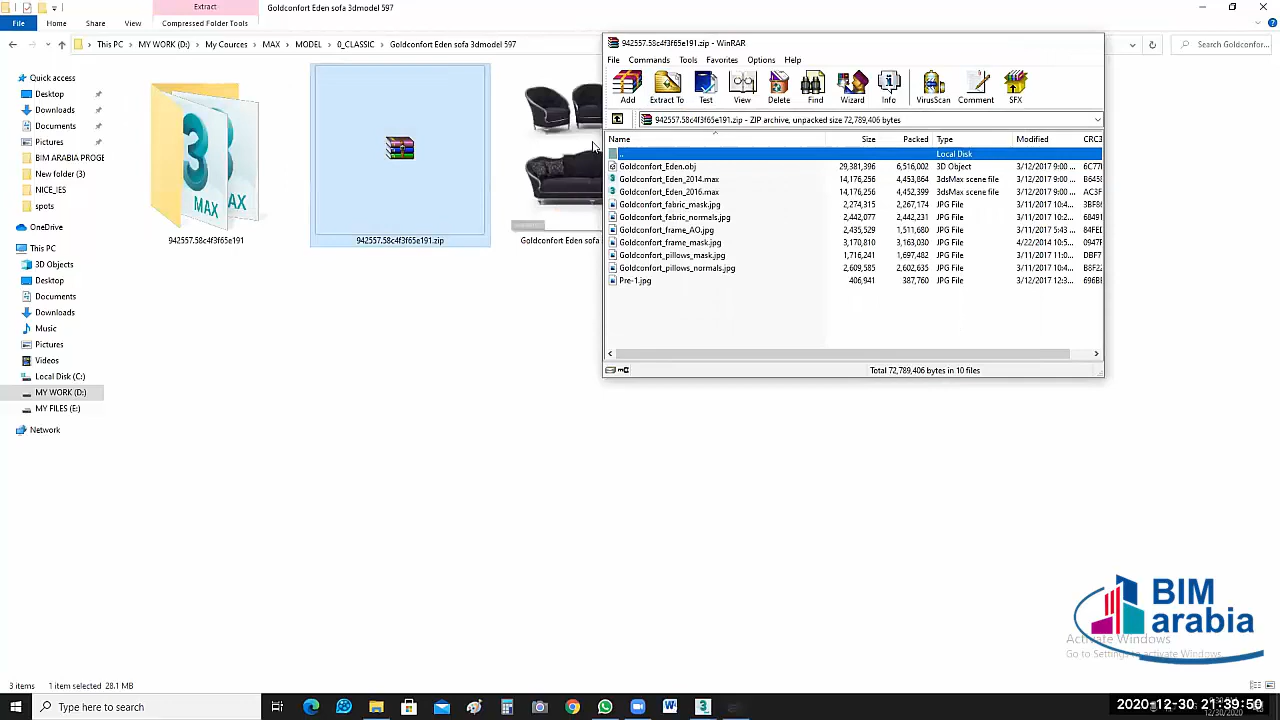 Extract
Goldconfort Eden sofa 3dmodel 597
File
Home
Share
View
Compressed Folder Tools
This PC
MY WORK (D:)
My Cources
MAX
MODEL
0_CLASSIC
Goldconfort Eden sofa 3dmodel 597
Search Goldconfor...
Quick access
Desktop
Downloads
Documents
Pictures
BIM ARABIA PROGE
New folder (3)
NICE_JES
spots
OneDrive
This PC
3D Objects
Desktop
Documents
Downloads
Music
Pictures
Videos
Local Disk (C:)
MY WORK (D:)
MY FILES (E:)
Network
MAX
942557.58c4f3f65e191
942557.58c4f3f65e191.zip
Goldconfort Eden sofa
942557.58c4f3f65e191.zip - WinRAR
File Commands Tools Favorites Options Help
Add Extract To Test View Delete Find Wizard Info VirusScan Comment SFX
942557.58c4f3f65e191.zip - ZIP archive, unpacked size 72,789,406 bytes
Name Size Packed Type Modified CRC3
.. Local Disk
Goldconfort_Eden.obj 29,381,396 6,516,002 3D Object 3/12/2017 9:00 ...
Goldconfort_Eden_2014.max 14,176,256 4,453,864 3dsMax scene file 3/12/2017 9:00 ... B645
Goldconfort_Eden_2016.max 14,176,256 4,452,399 3dsMax scene file 3/12/2017 9:00 ... AC3F
Goldconfort_fabric_mask.jpg 2,274,315 2,267,174 JPG File 3/11/2017 10:4... 3BF8
Goldconfort_fabric_normals.jpg 2,442,077 2,442,231 JPG File 3/11/2017 10:4... 6849
Goldconfort_frame_AO.jpg 2,435,529 1,511,680 JPG File 3/11/2017 5:43 ... 84FE
Goldconfort_frame_mask.jpg 3,170,810 3,163,030 JPG File 4/22/2014 10:5... 0947
Goldconfort_pillows_mask.jpg 1,716,241 1,697,482 JPG File 3/11/2017 11:0... DBF7
Goldconfort_pillows_normals.jpg 2,609,585 2,602,635 JPG File 3/11/2017 10:4... B8F2
Pre-1.jpg 406,941 387,760 JPG File 3/12/2017 12:3... 696B
Total 72,789,406 bytes in 10 files
BIM
arabia
Activate Windows
Go to Settings to activate Windows.
3 items 1 item selected 28.1 MB
Type here to search
2020-12-30 21:39:50
12/30/2020